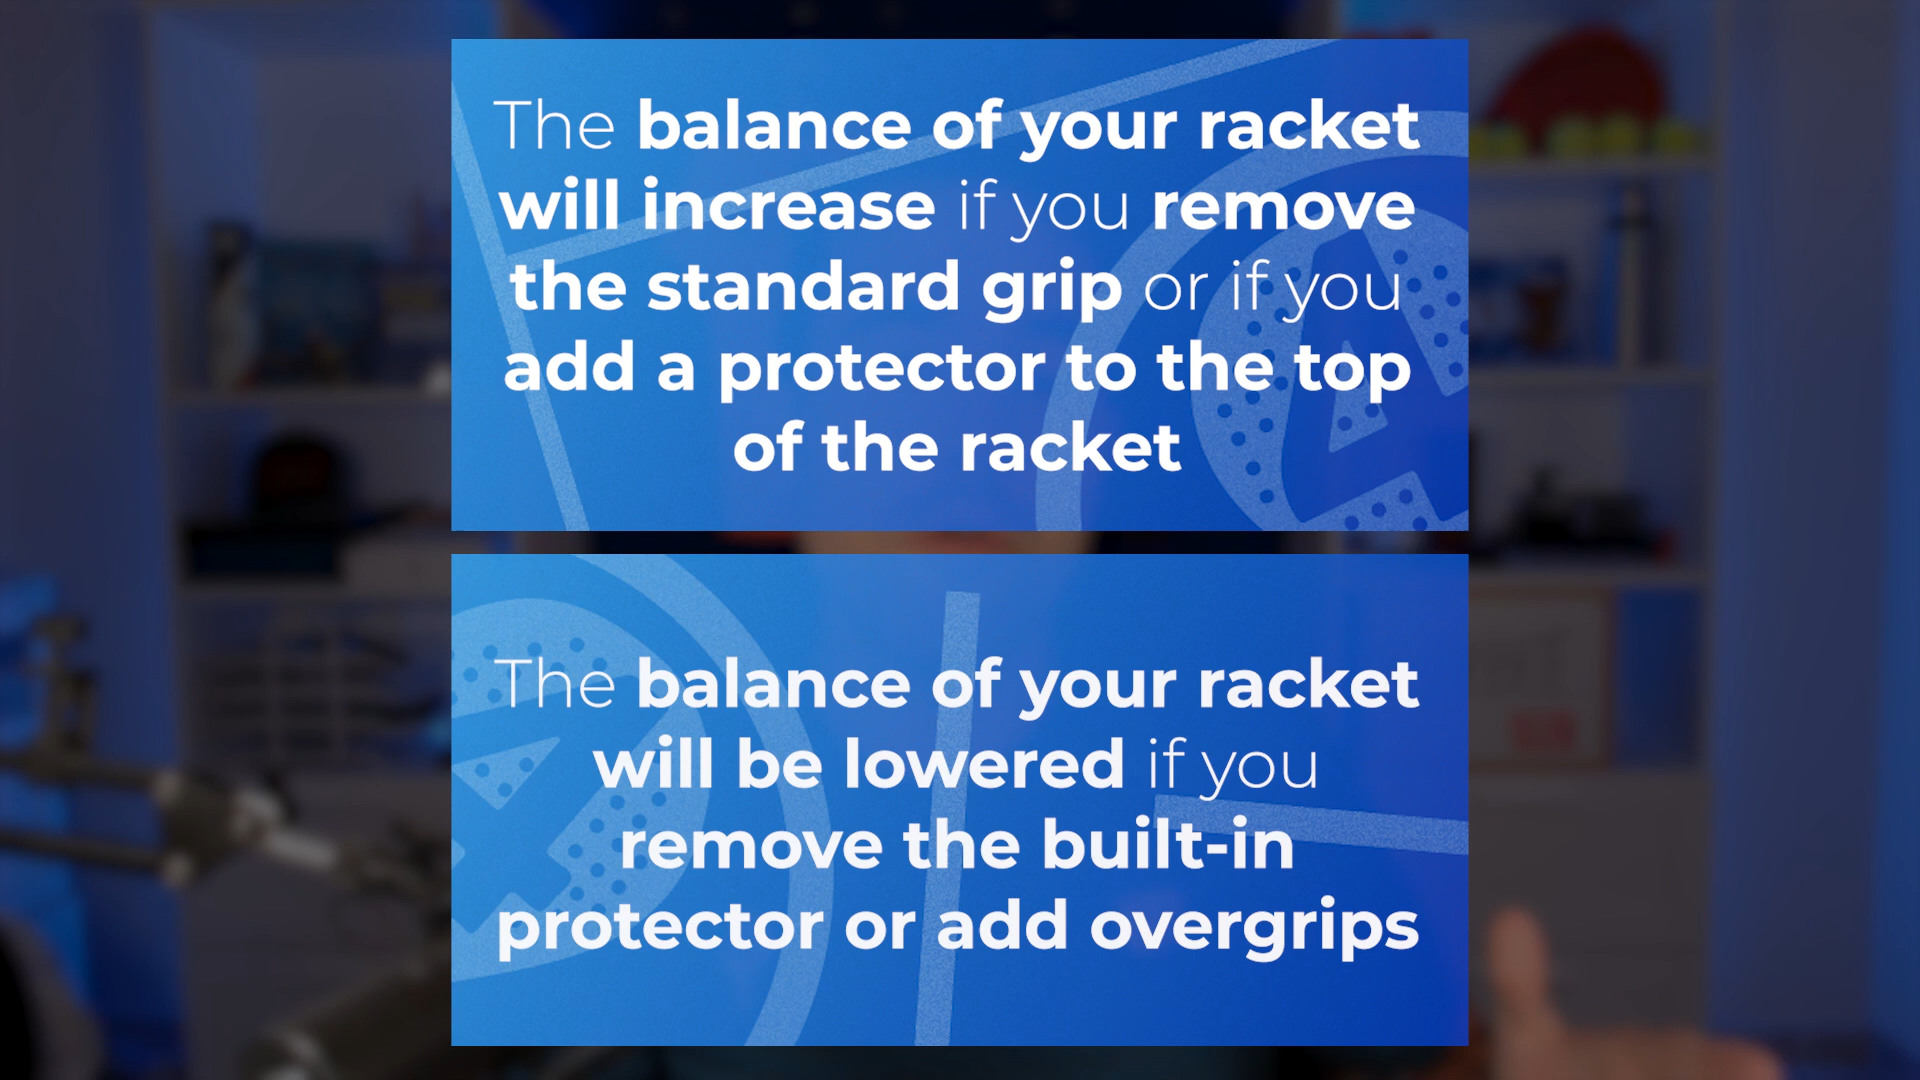 The balance of your racket
will increase if you remove
the standard grip or if you
add a protector to the top
of the racket
The balance of your racket
will be lowered if you
remove the built-in
protector or add overgrips